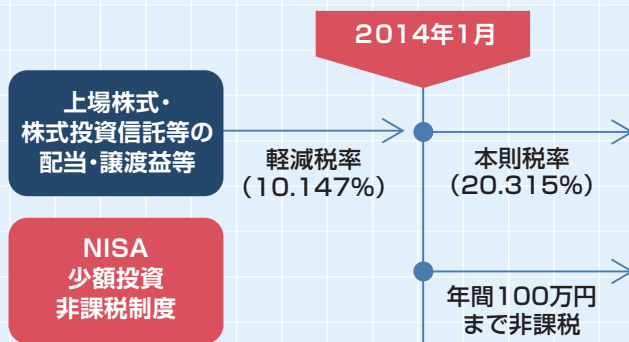 2014年1月
上場株式・
株式投資信託等の
配当・譲渡益等
軽減税率
(10.147%)
本則税率
(20.315%)
NISA
少額投資
非課税制度
年間100万円
まで非課税